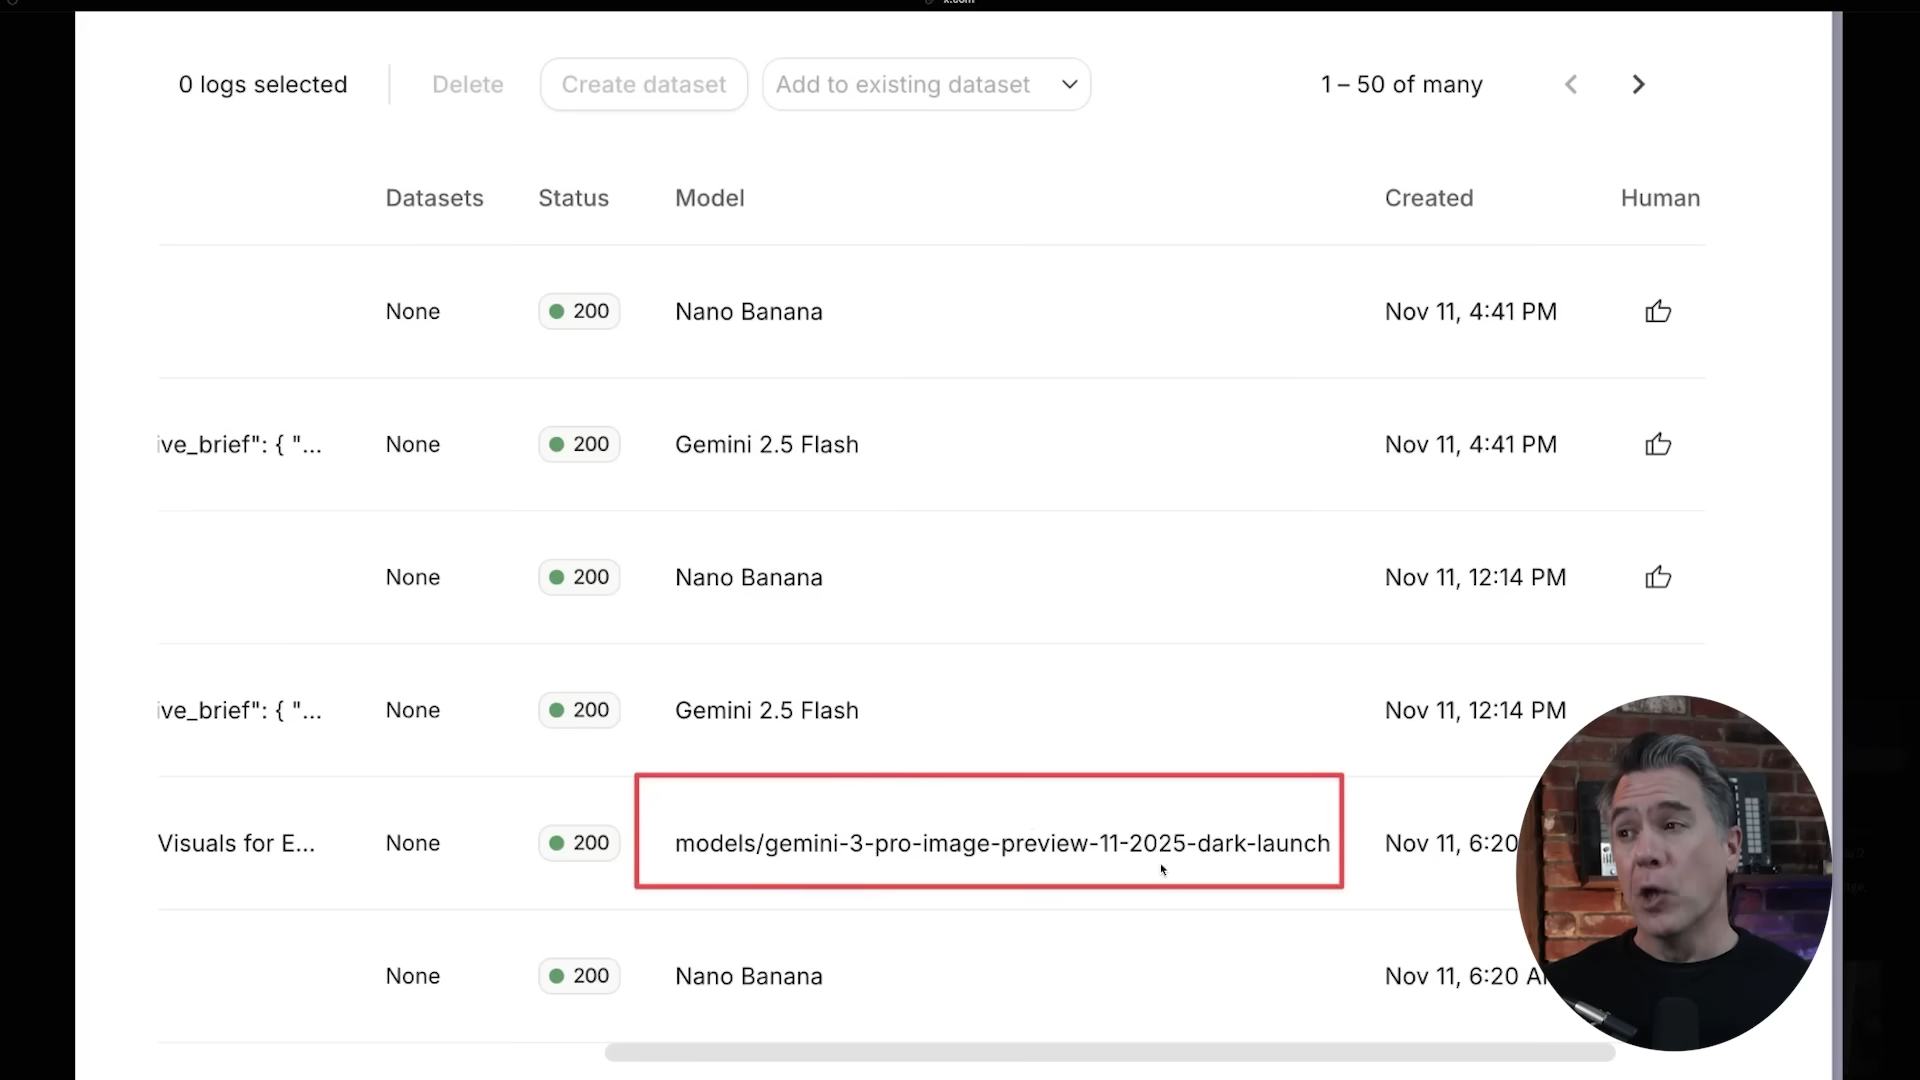 0 logs selected
Delete
Create dataset
Add to existing dataset
1 – 50 of many
Datasets Status Model Created Human
None 200 Nano Banana Nov 11, 4:41 PM
ive_brief": { "... None 200 Gemini 2.5 Flash Nov 11, 4:41 PM
None 200 Nano Banana Nov 11, 12:14 PM
ive_brief": { "... None 200 Gemini 2.5 Flash Nov 11, 12:14 PM
Visuals for E... None 200 models/gemini-3-pro-image-preview-11-2025-dark-launch Nov 11, 6:20
None 200 Nano Banana Nov 11, 6:20